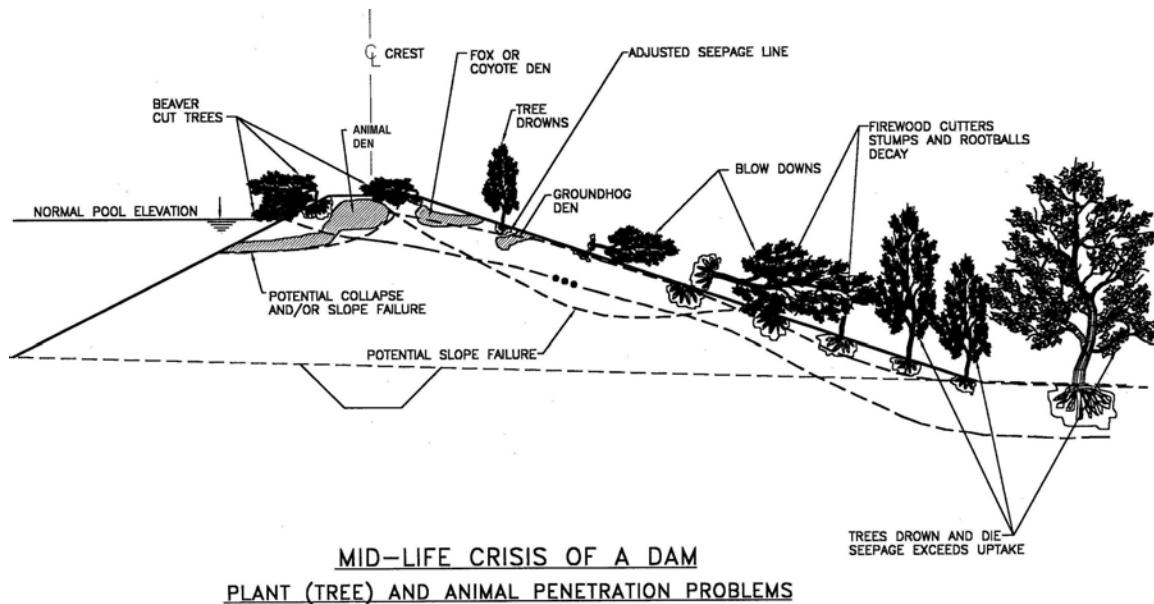 ℄ CREST
FOX OR
COYOTE DEN
ADJUSTED SEEPAGE LINE
BEAVER
CUT TREES
ANIMAL
DEN
TREE
DROWNS
FIREWOOD CUTTERS
STUMPS AND ROOTBALLS
DECAY
BLOW DOWNS
GROUNDHOG
DEN
NORMAL POOL ELEVATION
POTENTIAL COLLAPSE
AND/OR SLOPE FAILURE
POTENTIAL SLOPE FAILURE
TREES DROWN AND DIE
SEEPAGE EXCEEDS UPTAKE
MID-LIFE CRISIS OF A DAM
PLANT (TREE) AND ANIMAL PENETRATION PROBLEMS